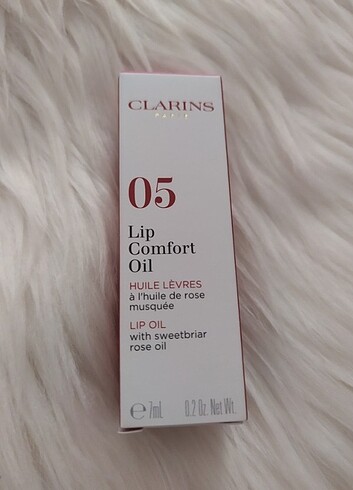 CLARINS
PARIS
05
Lip
Comfort
Oil
HUILE LÈVRES
à l'huile de rose
musquée
LIP OIL
with sweetbriar
rose oil
℮ 7mL 0.2 Oz. Net Wt.